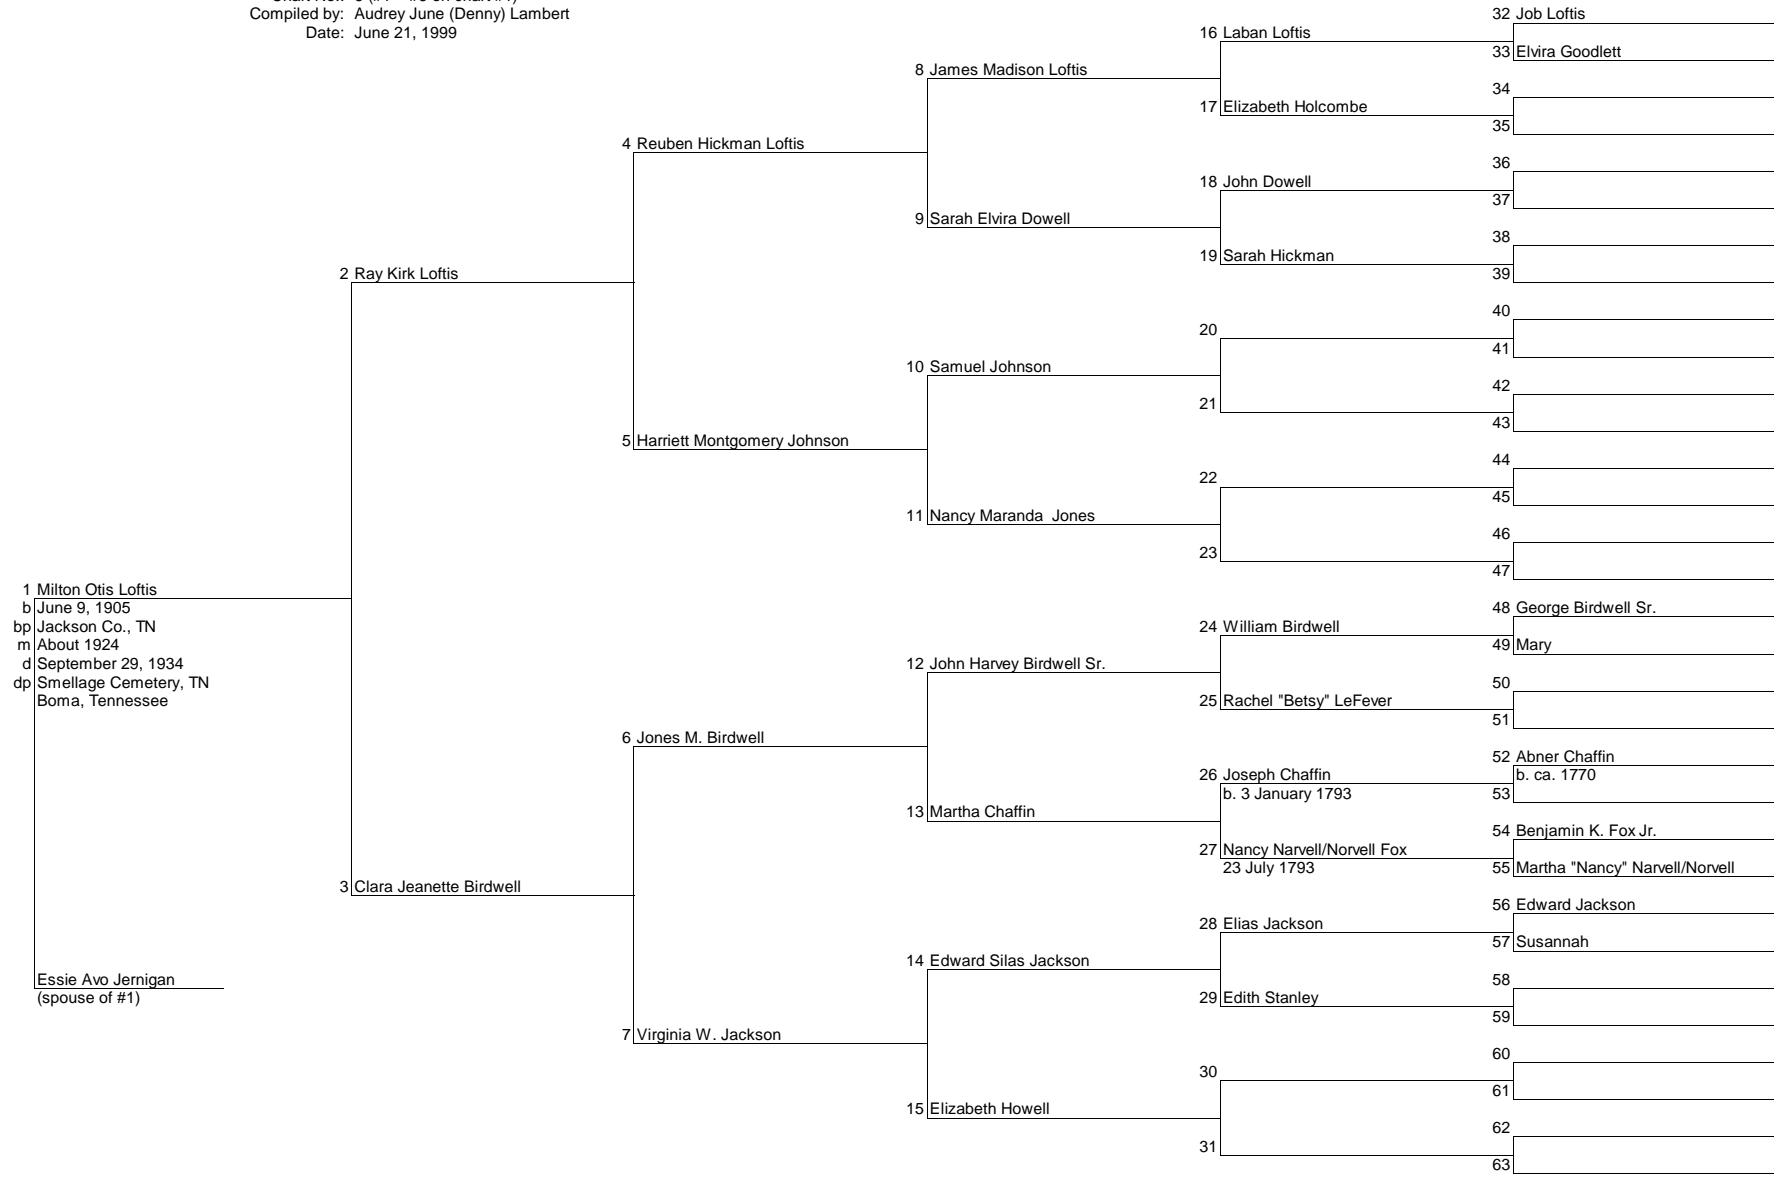 Compiled by: Audrey June (Denny) Lambert
Date: June 21, 1999
1 Milton Otis Loftis
b June 9, 1905
bp Jackson Co., TN
m About 1924
d September 29, 1934
dp Smellage Cemetery, TN
Boma, Tennessee
Essie Avo Jernigan
(spouse of #1)
2 Ray Kirk Loftis
3 Clara Jeanette Birdwell
4 Reuben Hickman Loftis
5 Harriett Montgomery Johnson
6 Jones M. Birdwell
7 Virginia W. Jackson
8 James Madison Loftis
9 Sarah Elvira Dowell
10 Samuel Johnson
11 Nancy Maranda  Jones
12 John Harvey Birdwell Sr.
13 Martha Chaffin
14 Edward Silas Jackson
15 Elizabeth Howell
16 Laban Loftis
17 Elizabeth Holcombe
18 John Dowell
19 Sarah Hickman
20
21
22
23
24 William Birdwell
25 Rachel "Betsy" LeFever
26 Joseph Chaffin
b. 3 January 1793
27 Nancy Narvell/Norvell Fox
23 July 1793
28 Elias Jackson
29 Edith Stanley
30
31
32 Job Loftis
33 Elvira Goodlett
34
35
36
37
38
39
40
41
42
43
44
45
46
47
48 George Birdwell Sr.
49 Mary
50
51
52 Abner Chaffin
b. ca. 1770
53
54 Benjamin K. Fox Jr.
55 Martha "Nancy" Narvell/Norvell
56 Edward Jackson
57 Susannah
58
59
60
61
62
63